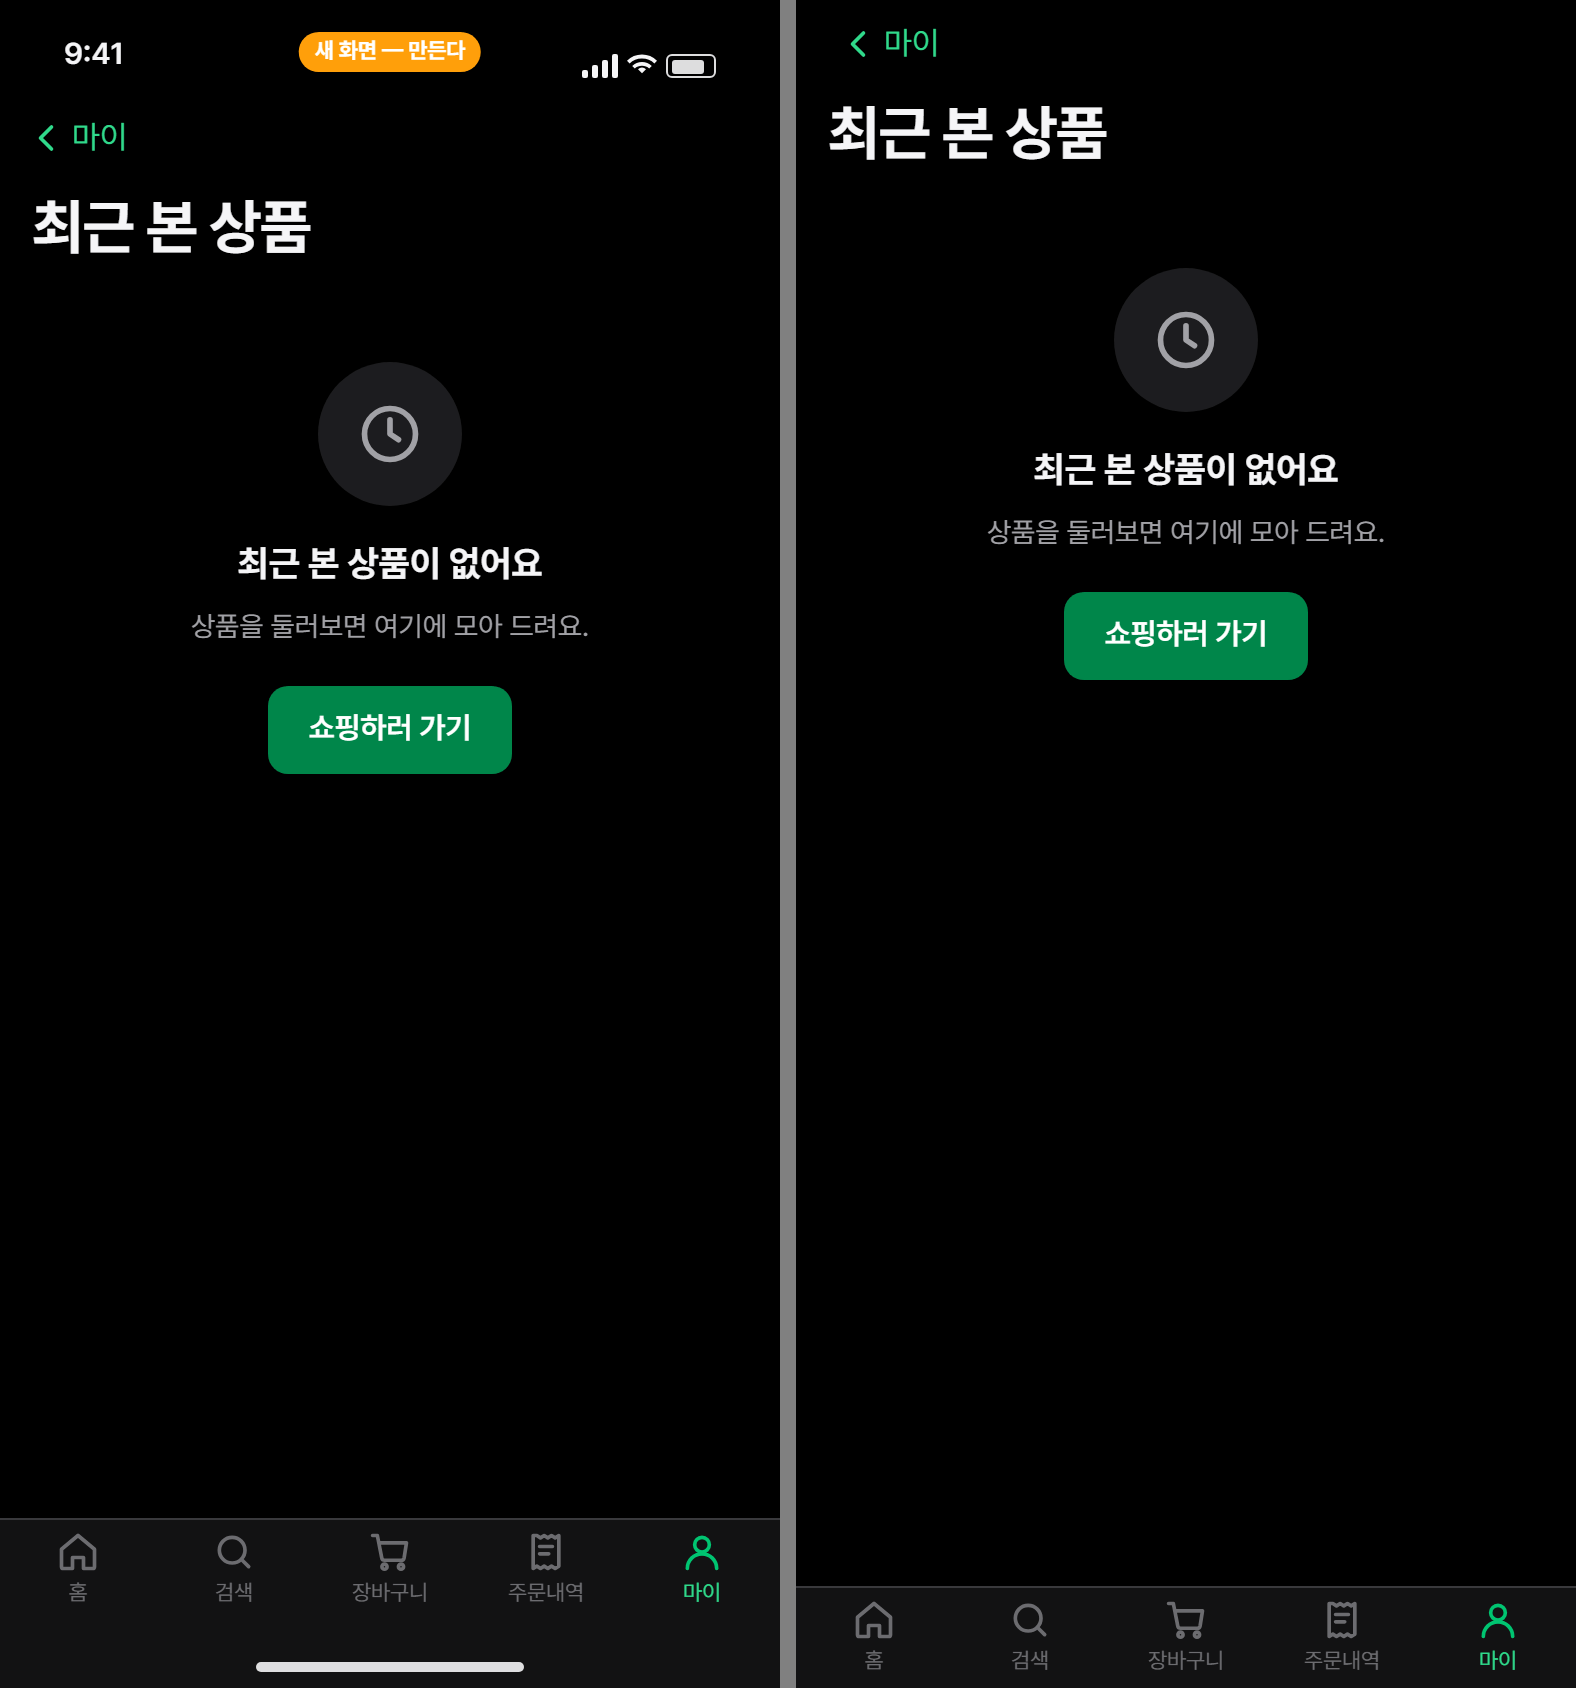 9:41
새 화면 — 만든다
마이
최근 본 상품
최근 본 상품이 없어요
상품을 둘러보면 여기에 모아 드려요.
쇼핑하러 가기
홈
검색
장바구니
주문내역
마이
마이
최근 본 상품
최근 본 상품이 없어요
상품을 둘러보면 여기에 모아 드려요.
쇼핑하러 가기
홈
검색
장바구니
주문내역
마이